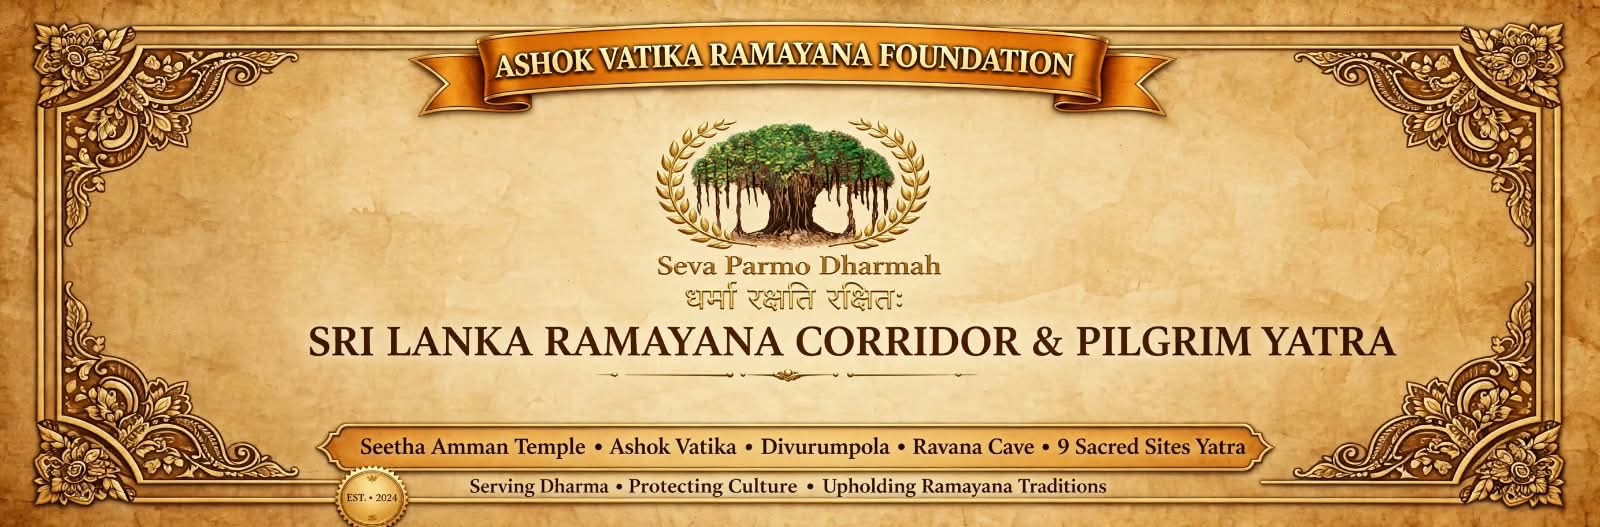 ASHOK VATIKA RAMAYANA FOUNDATION
Seva Parmo Dharmah
धर्मा रक्षति रक्षितः
SRI LANKA RAMAYANA CORRIDOR & PILGRIM YATRA
Seetha Amman Temple • Ashok Vatika • Divurumpola • Ravana Cave • 9 Sacred Sites Yatra
EST. • 2024
Serving Dharma • Protecting Culture • Upholding Ramayana Traditions